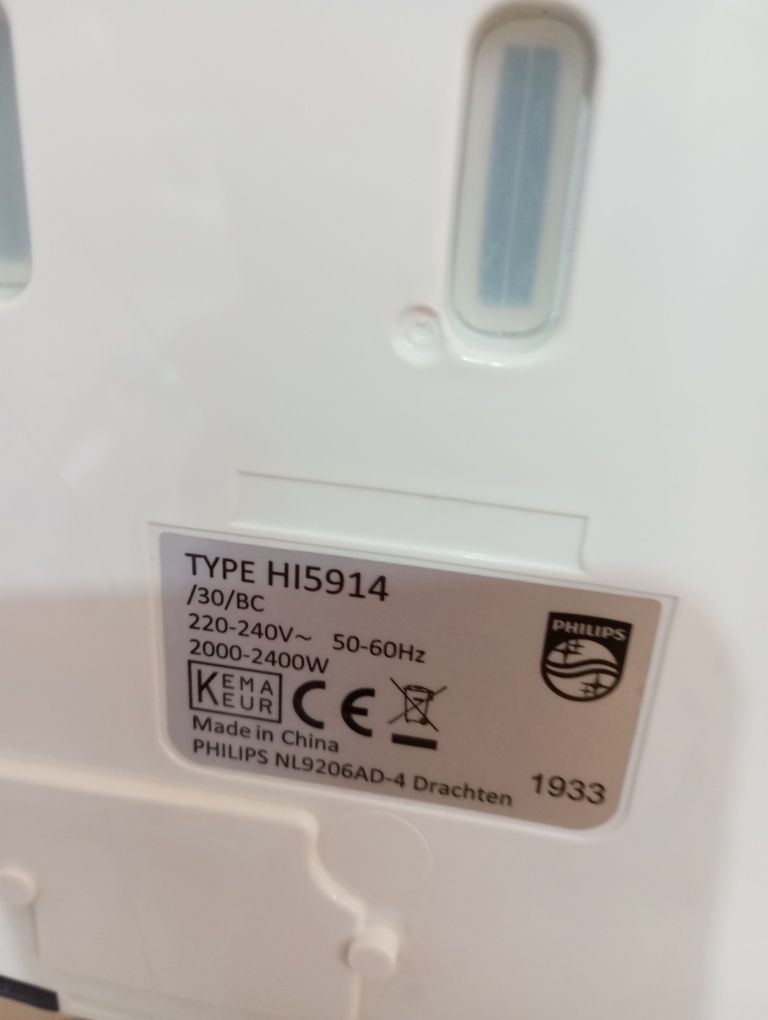 TYPE HI5914
/30/BC
220-240V~ 50-60Hz
2000-2400W
KEMA
EUR
CE
Made in China
PHILIPS NL9206AD-4 Drachten
PHILIPS
1933